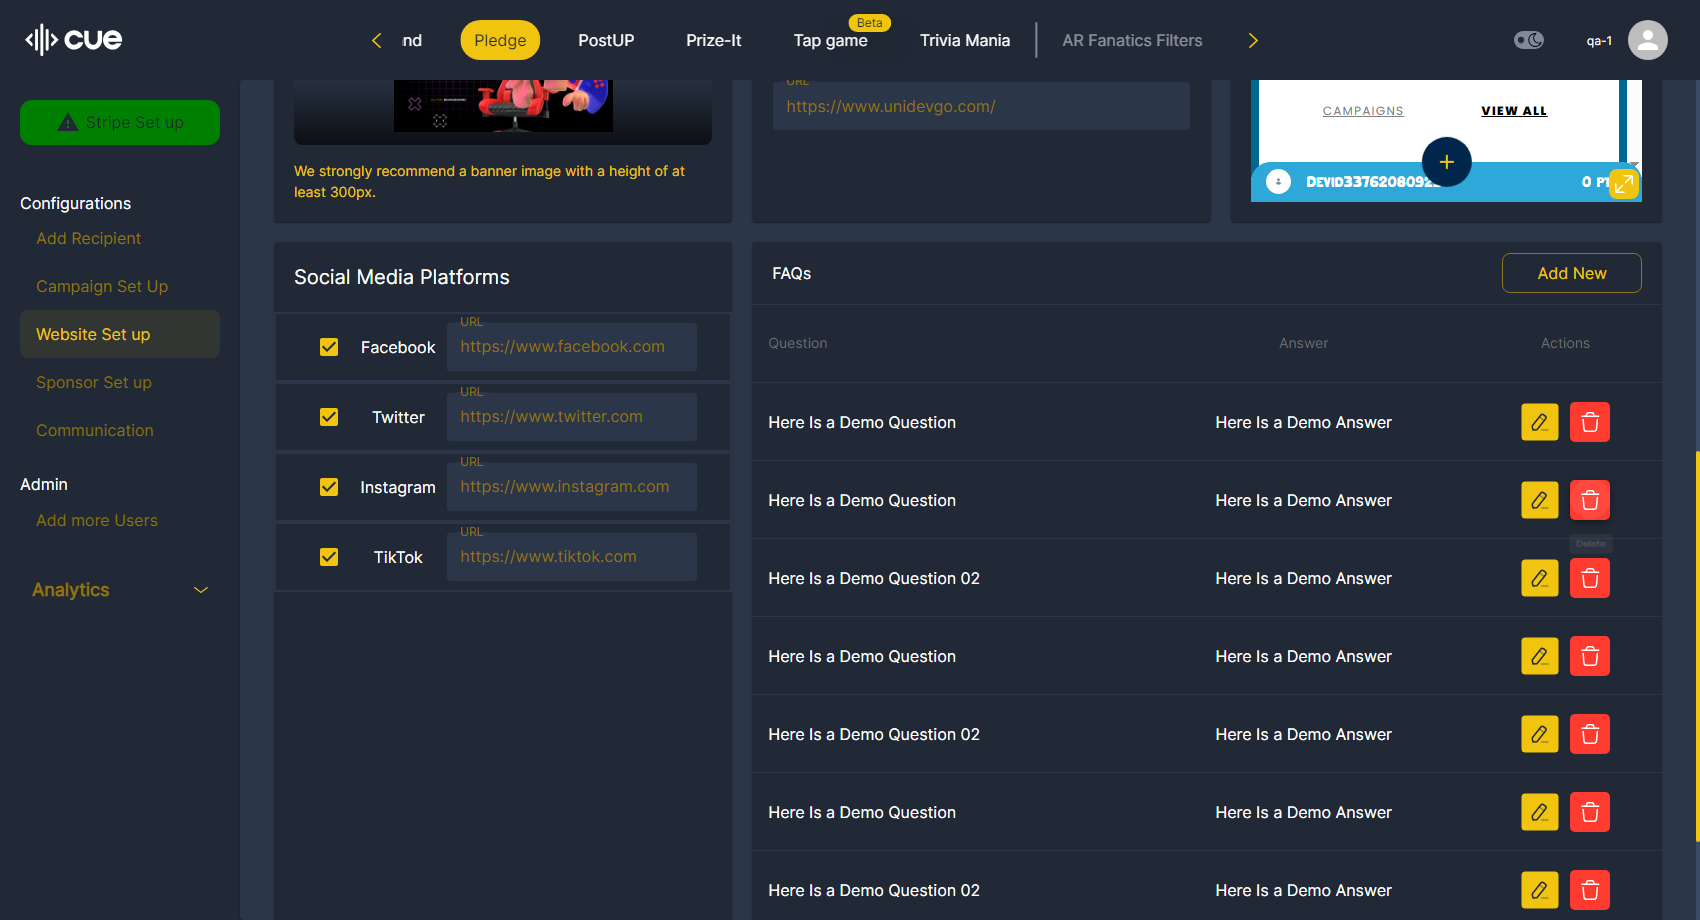 cue
nd
Pledge
PostUP
Prize-It
Beta
Tap game
Trivia Mania
AR Fanatics Filters
qa-1
Stripe Set up
Configurations
Add Recipient
Campaign Set Up
Website Set up
Sponsor Set up
Communication
Admin
Add more Users
Analytics
We strongly recommend a banner image with a height of at
least 300px.
URL
https://www.unidevgo.com/
CAMPAIGNS
VIEW ALL
0 PT
Social Media Platforms
Facebook
URL
https://www.facebook.com
Twitter
URL
https://www.twitter.com
Instagram
URL
https://www.instagram.com
TikTok
URL
https://www.tiktok.com
FAQs
Add New
Question Answer Actions
Here Is a Demo Question Here Is a Demo Answer
Here Is a Demo Question Here Is a Demo Answer
Delete
Here Is a Demo Question 02 Here Is a Demo Answer
Here Is a Demo Question Here Is a Demo Answer
Here Is a Demo Question 02 Here Is a Demo Answer
Here Is a Demo Question Here Is a Demo Answer
Here Is a Demo Question 02 Here Is a Demo Answer